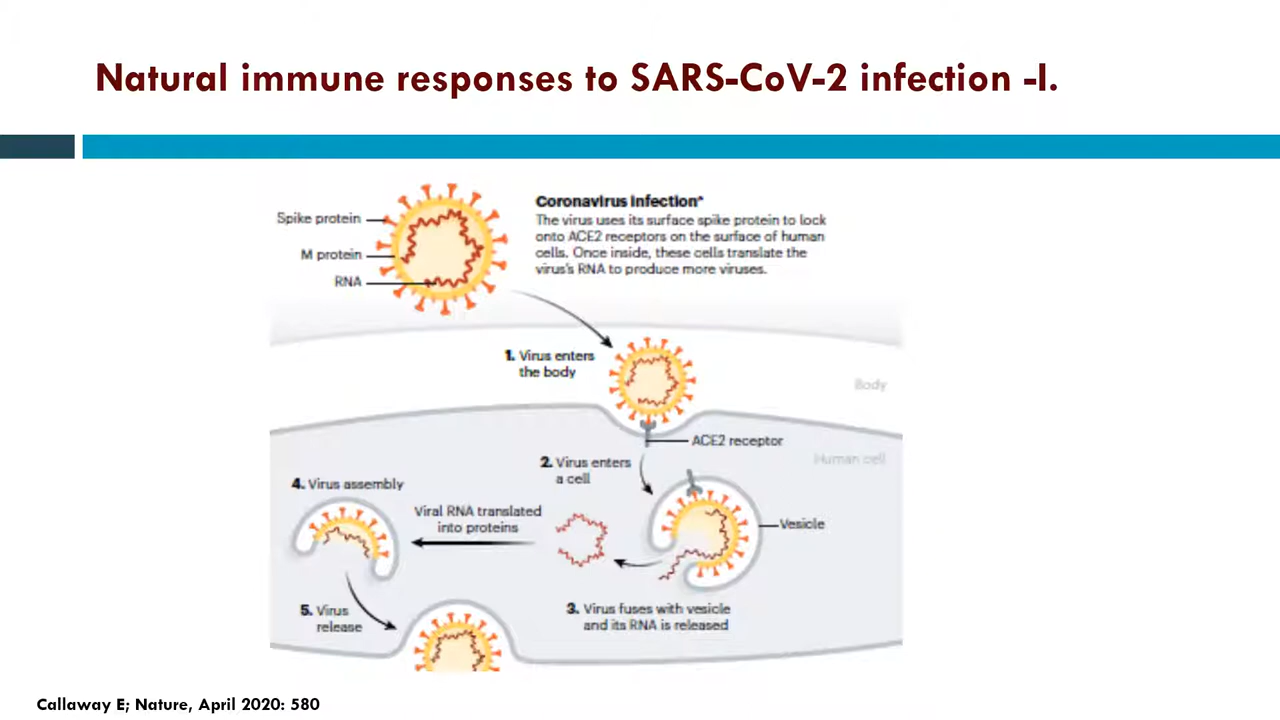 Natural immune responses to SARS-CoV-2 infection -I.
Spike protein
M protein
RNA
Coronavirus infection*
The virus uses its surface spike protein to lock
onto ACE2 receptors on the surface of human
cells. Once inside, these cells translate the
virus's RNA to produce more viruses.
1. Virus enters
the body
Body
ACE2 receptor
Human cell
2. Virus enters
a cell
4. Virus assembly
Viral RNA translated
into proteins
Vesicle
5. Virus
release
3. Virus fuses with vesicle
and its RNA is released
Callaway E; Nature, April 2020: 580